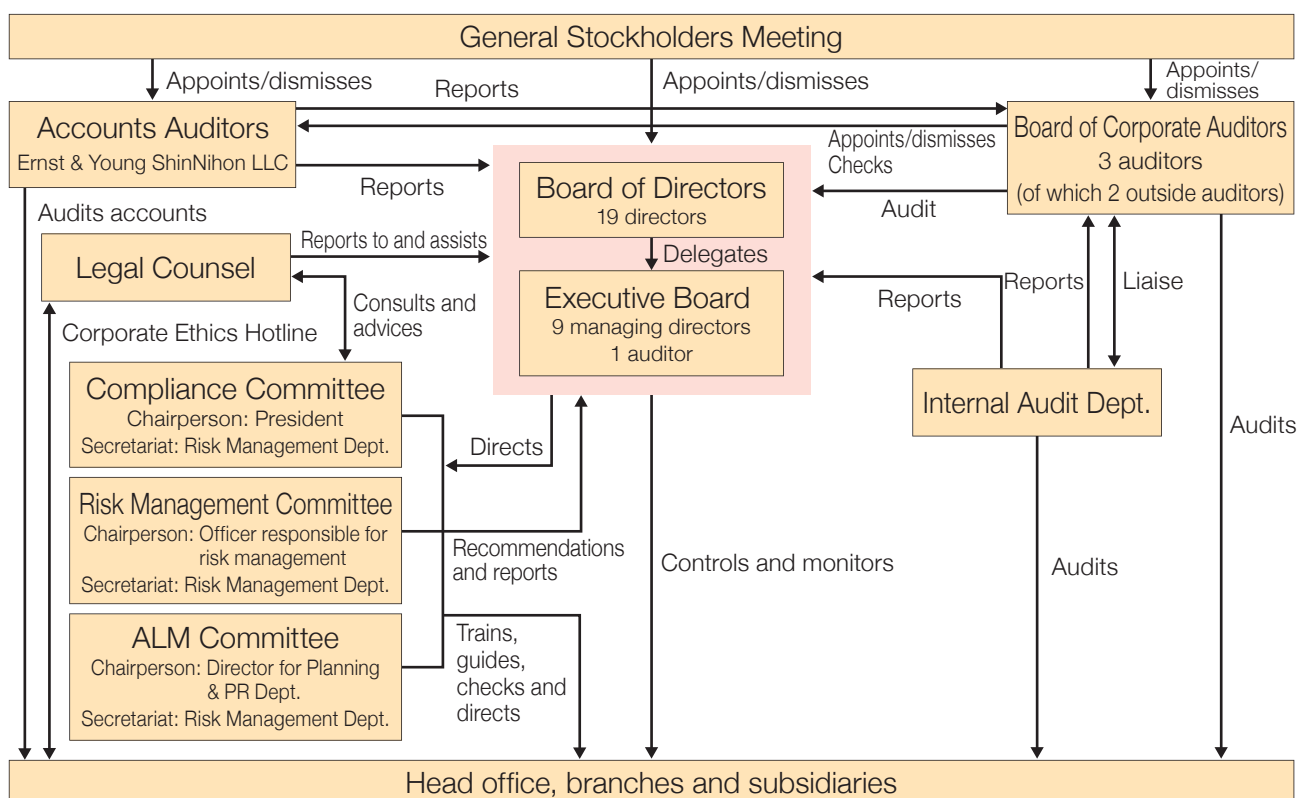 General Stockholders Meeting
Appoints/dismisses
Reports
Appoints/dismisses
Appoints/
dismisses
Accounts Auditors
Ernst & Young ShinNihon LLC
Appoints/dismisses
Checks
Board of Corporate Auditors
3 auditors
(of which 2 outside auditors)
Reports
Board of Directors
19 directors
Audit
Audits accounts
Legal Counsel
Reports to and assists
Delegates
Executive Board
9 managing directors
1 auditor
Reports
Reports
Liaise
Consults and
advices
Corporate Ethics Hotline
Compliance Committee
Chairperson: President
Secretariat: Risk Management Dept.
Internal Audit Dept.
Audits
Directs
Risk Management Committee
Chairperson: Officer responsible for
risk management
Secretariat: Risk Management Dept.
Recommendations
and reports
Controls and monitors
Audits
ALM Committee
Chairperson: Director for Planning
& PR Dept.
Secretariat: Risk Management Dept.
Trains,
guides,
checks and
directs
Head office, branches and subsidiaries